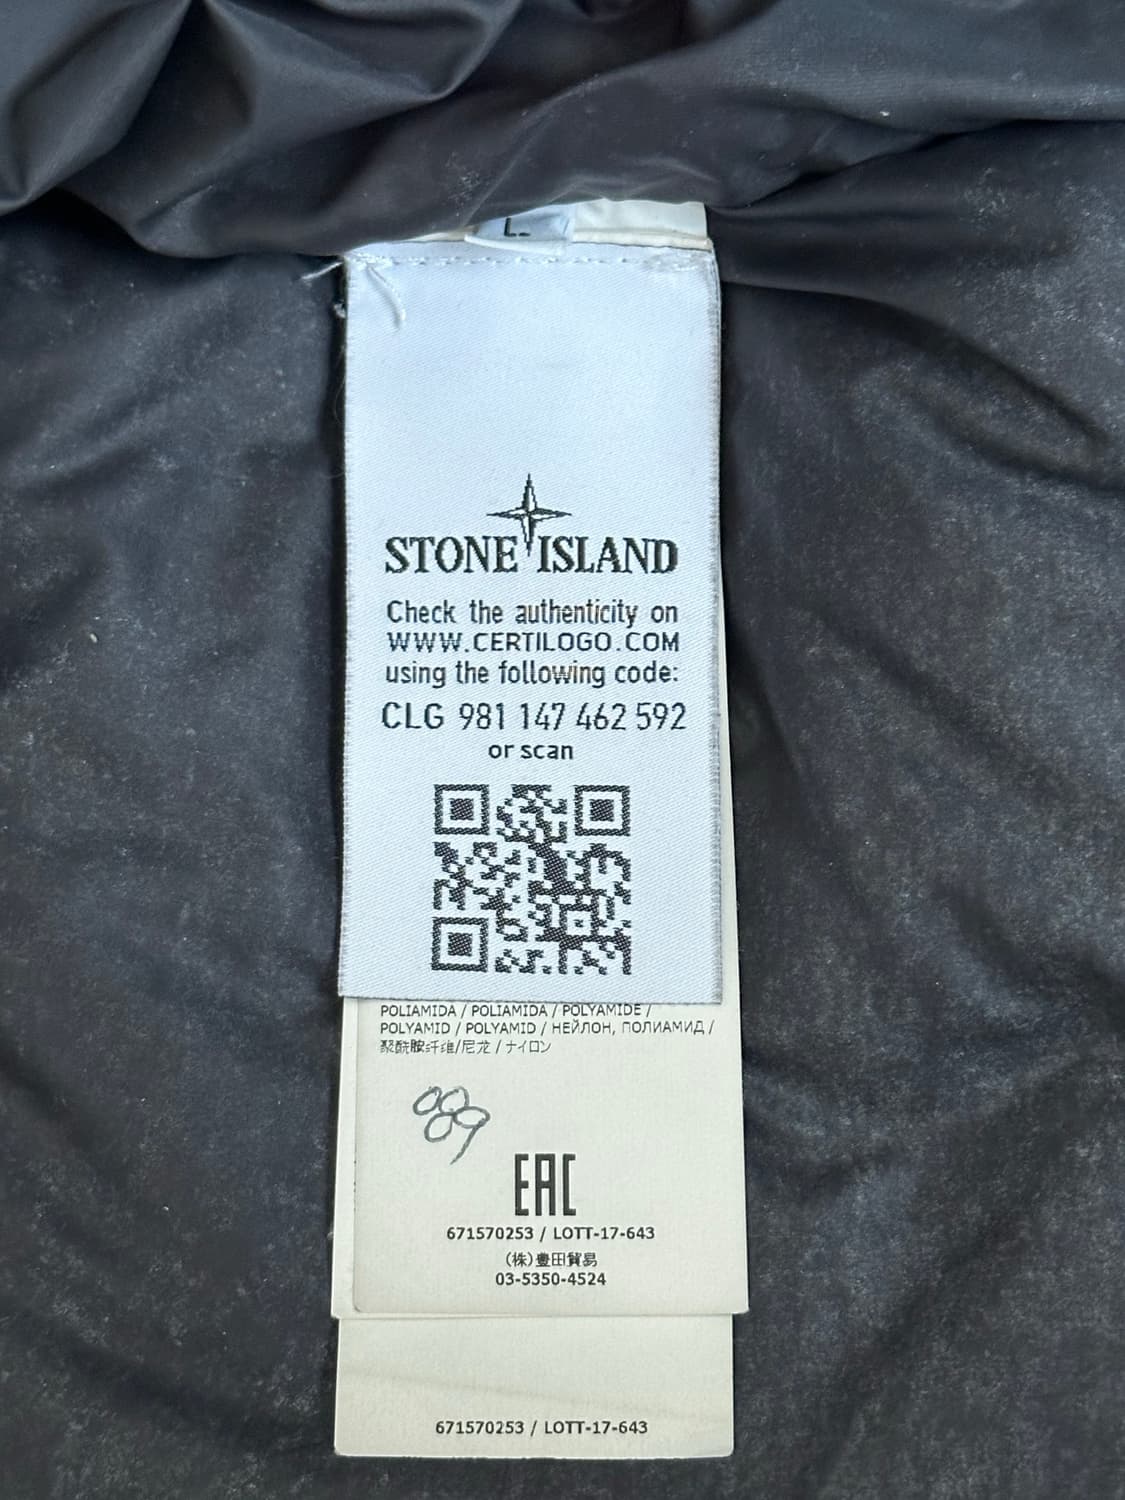 L.
STONE ISLAND
Check the authenticity on
WWW.CERTILOGO.COM
using the following code:
CLG 981 147 462 592
or scan
POLIAMIDA / POLIAMIDA / POLYAMIDE /
POLYAMID / POLYAMID / НЕЙЛОН, ПОЛИАМИД /
聚酰胺纤维/尼龙 / ナイロン
089
EAC
671570253 / LOTT-17-643
(株)豊田貿易
03-5350-4524
671570253 / LOTT-17-643